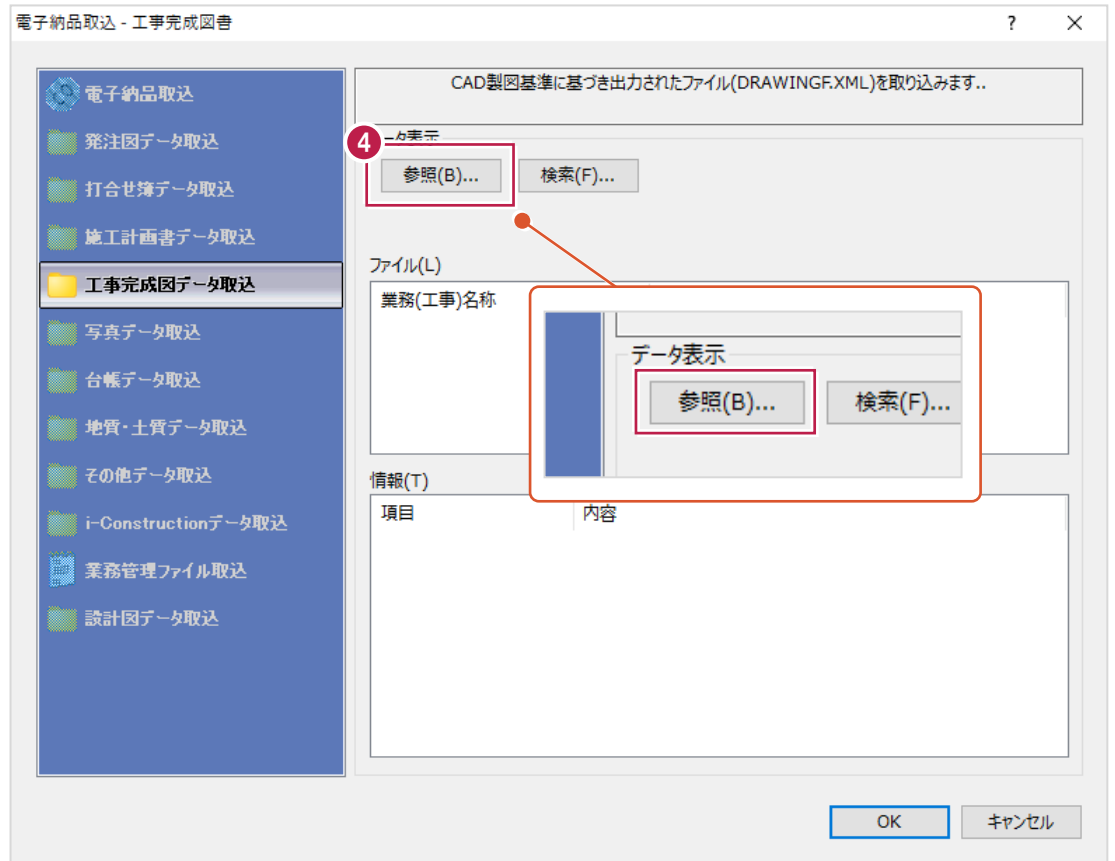 電子納品取込 - 工事完成図書
?
×
電子納品取込
発注図データ取込
打合せ簿データ取込
施工計画書データ取込
工事完成図データ取込
写真データ取込
台帳データ取込
地質・土質データ取込
その他データ取込
i-Constructionデータ取込
業務管理ファイル取込
設計図データ取込
CAD製図基準に基づき出力されたファイル(DRAWINGF.XML)を取り込みます..
データ表示
4
参照(B)... 検索(F)...
ファイル(L)
業務(工事)名称
データ表示
参照(B)... 検索(F)...
情報(T)
項目 内容
OK キャンセル